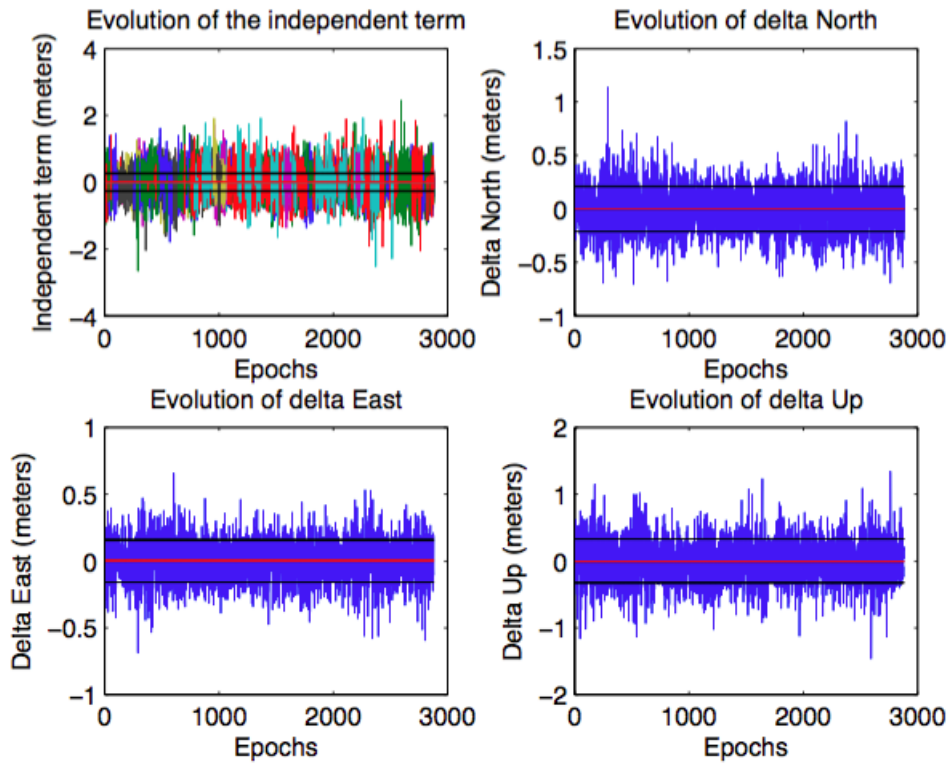 Evolution of the independent term
Independent term (meters)
4
2
0
−2
−4
0 1000 2000 3000
Epochs
Evolution of delta North
Delta North (meters)
1.5
1
0.5
0
−0.5
−1
0 1000 2000 3000
Epochs
Evolution of delta East
Delta East (meters)
1
0.5
0
−0.5
−1
0 1000 2000 3000
Epochs
Evolution of delta Up
Delta Up (meters)
2
1
0
−1
−2
0 1000 2000 3000
Epochs